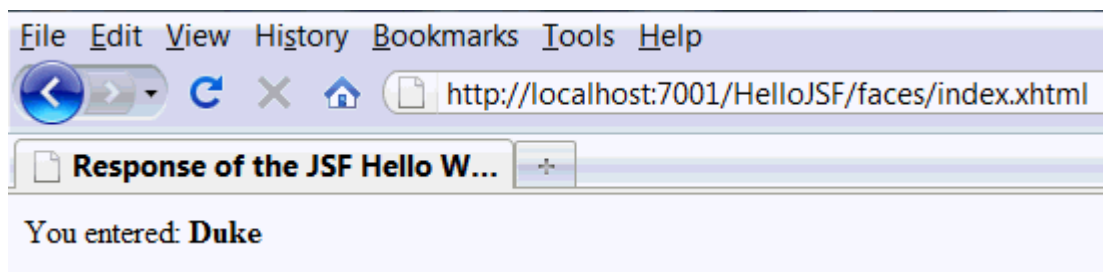 File Edit View History Bookmarks Tools Help
http://localhost:7001/HelloJSF/faces/index.xhtml
Response of the JSF Hello W...
You entered: Duke